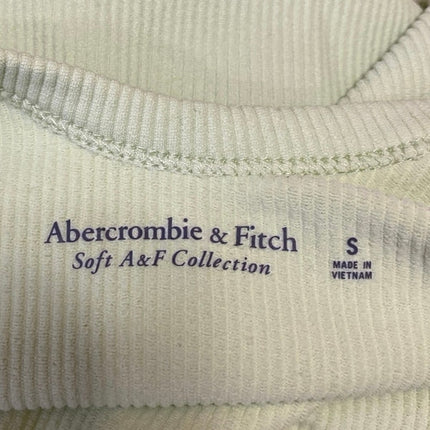 Abercrombie & Fitch
Soft A&F Collection
S
MADE IN
VIETNAM